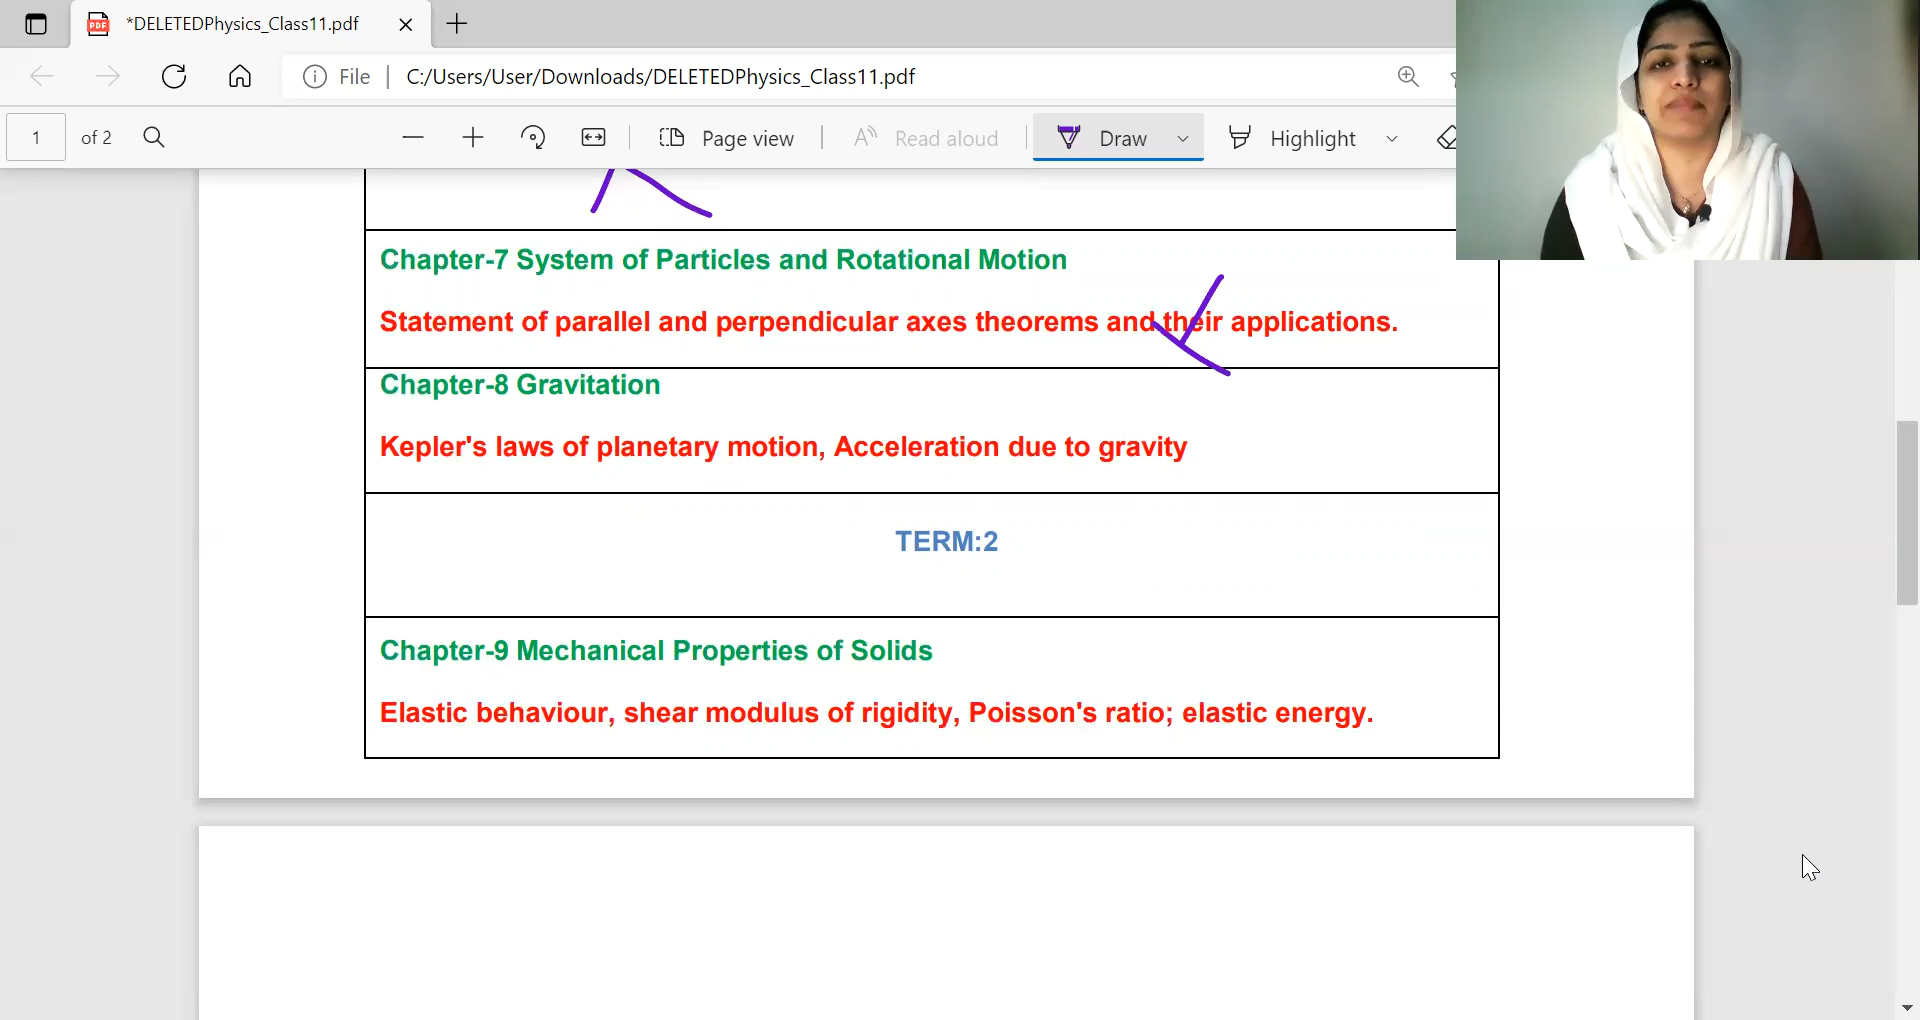 *DELETEDPhysics_Class11.pdf
File | C:/Users/User/Downloads/DELETEDPhysics_Class11.pdf
1 of 2 Page view Read aloud Draw Highlight
Chapter-7 System of Particles and Rotational Motion
Statement of parallel and perpendicular axes theorems and their applications.
Chapter-8 Gravitation
Kepler's laws of planetary motion, Acceleration due to gravity
TERM:2
Chapter-9 Mechanical Properties of Solids
Elastic behaviour, shear modulus of rigidity, Poisson's ratio; elastic energy.